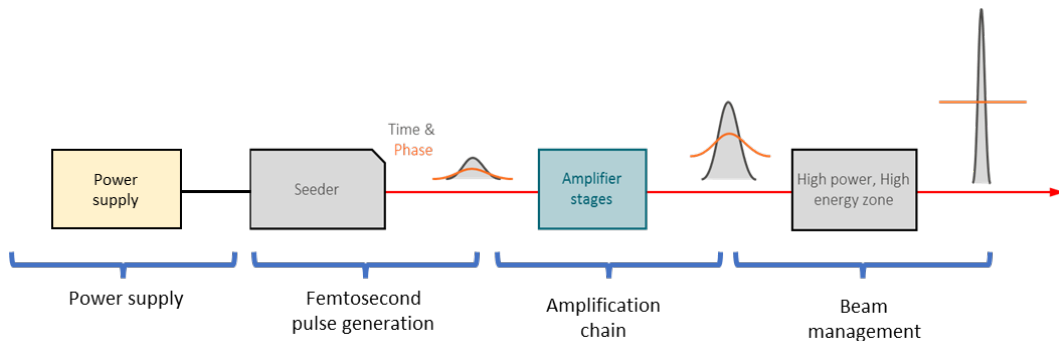 Time &
Phase
Power
supply
Seeder
Amplifier
stages
High power, High
energy zone
Power supply
Femtosecond
pulse generation
Amplification
chain
Beam
management